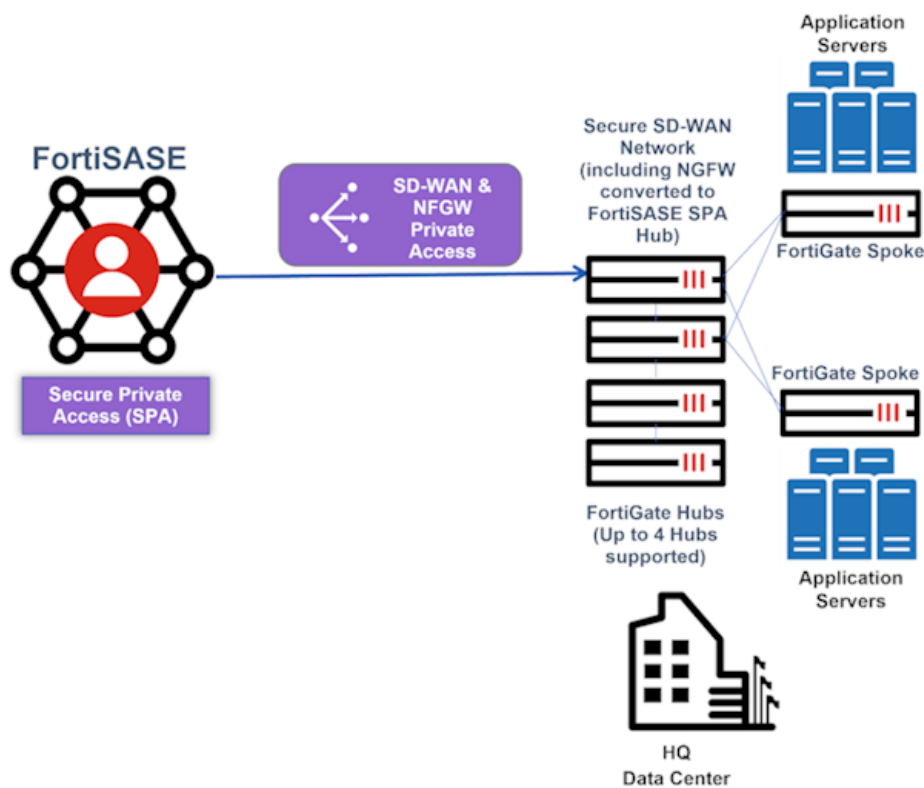 FortiSASE
Secure Private
Access (SPA)
SD-WAN &
NFGW
Private
Access
Secure SD-WAN
Network
(including NGFW
converted to
FortiSASE SPA
Hub)
FortiGate Hubs
(Up to 4 Hubs
supported)
HQ
Data Center
Application
Servers
FortiGate Spoke
FortiGate Spoke
Application
Servers